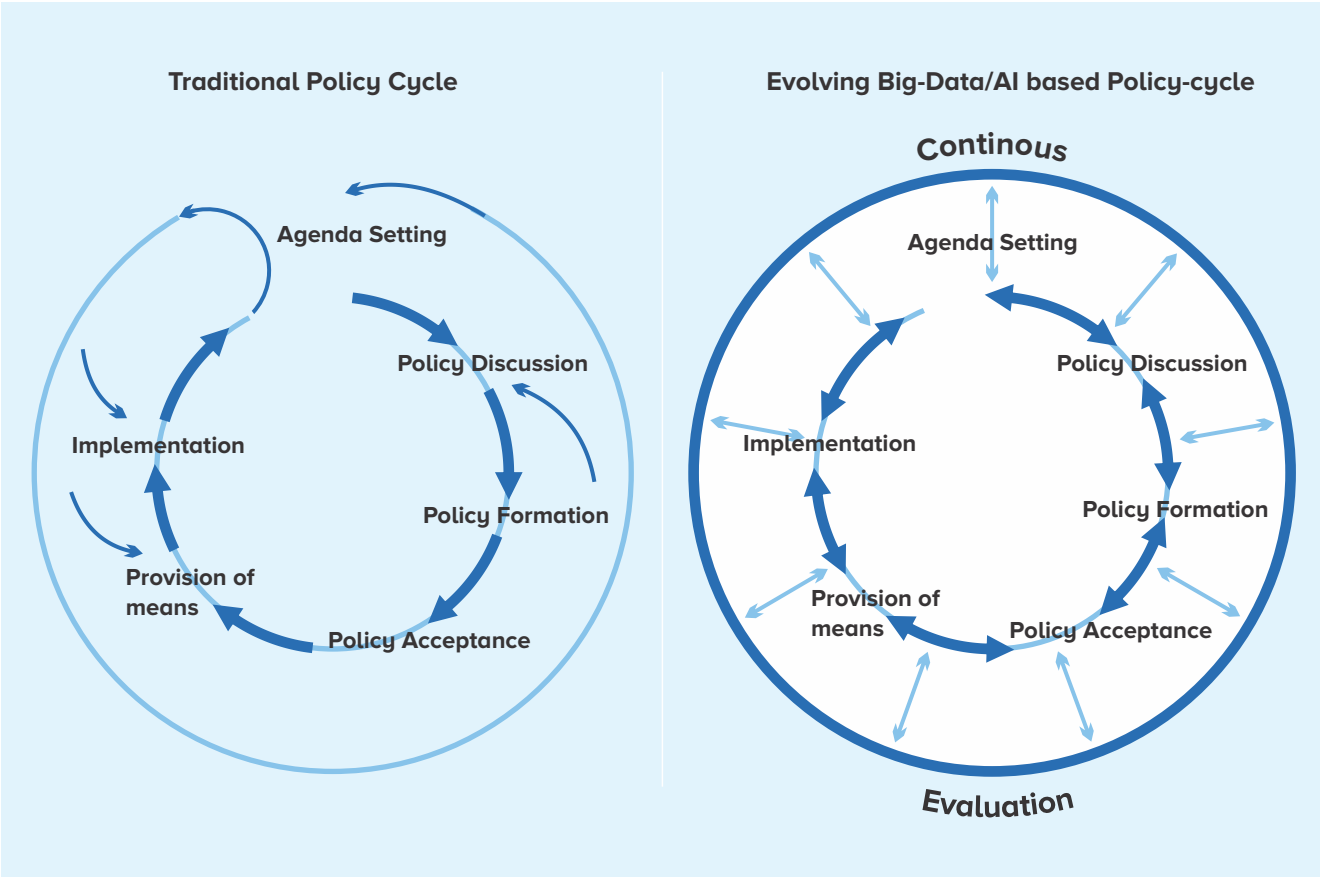 Traditional Policy Cycle
Agenda Setting
Policy Discussion
Implementation
Policy Formation
Provision of
means
Policy Acceptance
Evolving Big-Data/AI based Policy-cycle
Continous
Agenda Setting
Policy Discussion
Implementation
Policy Formation
Provision of
means
Policy Acceptance
Evaluation